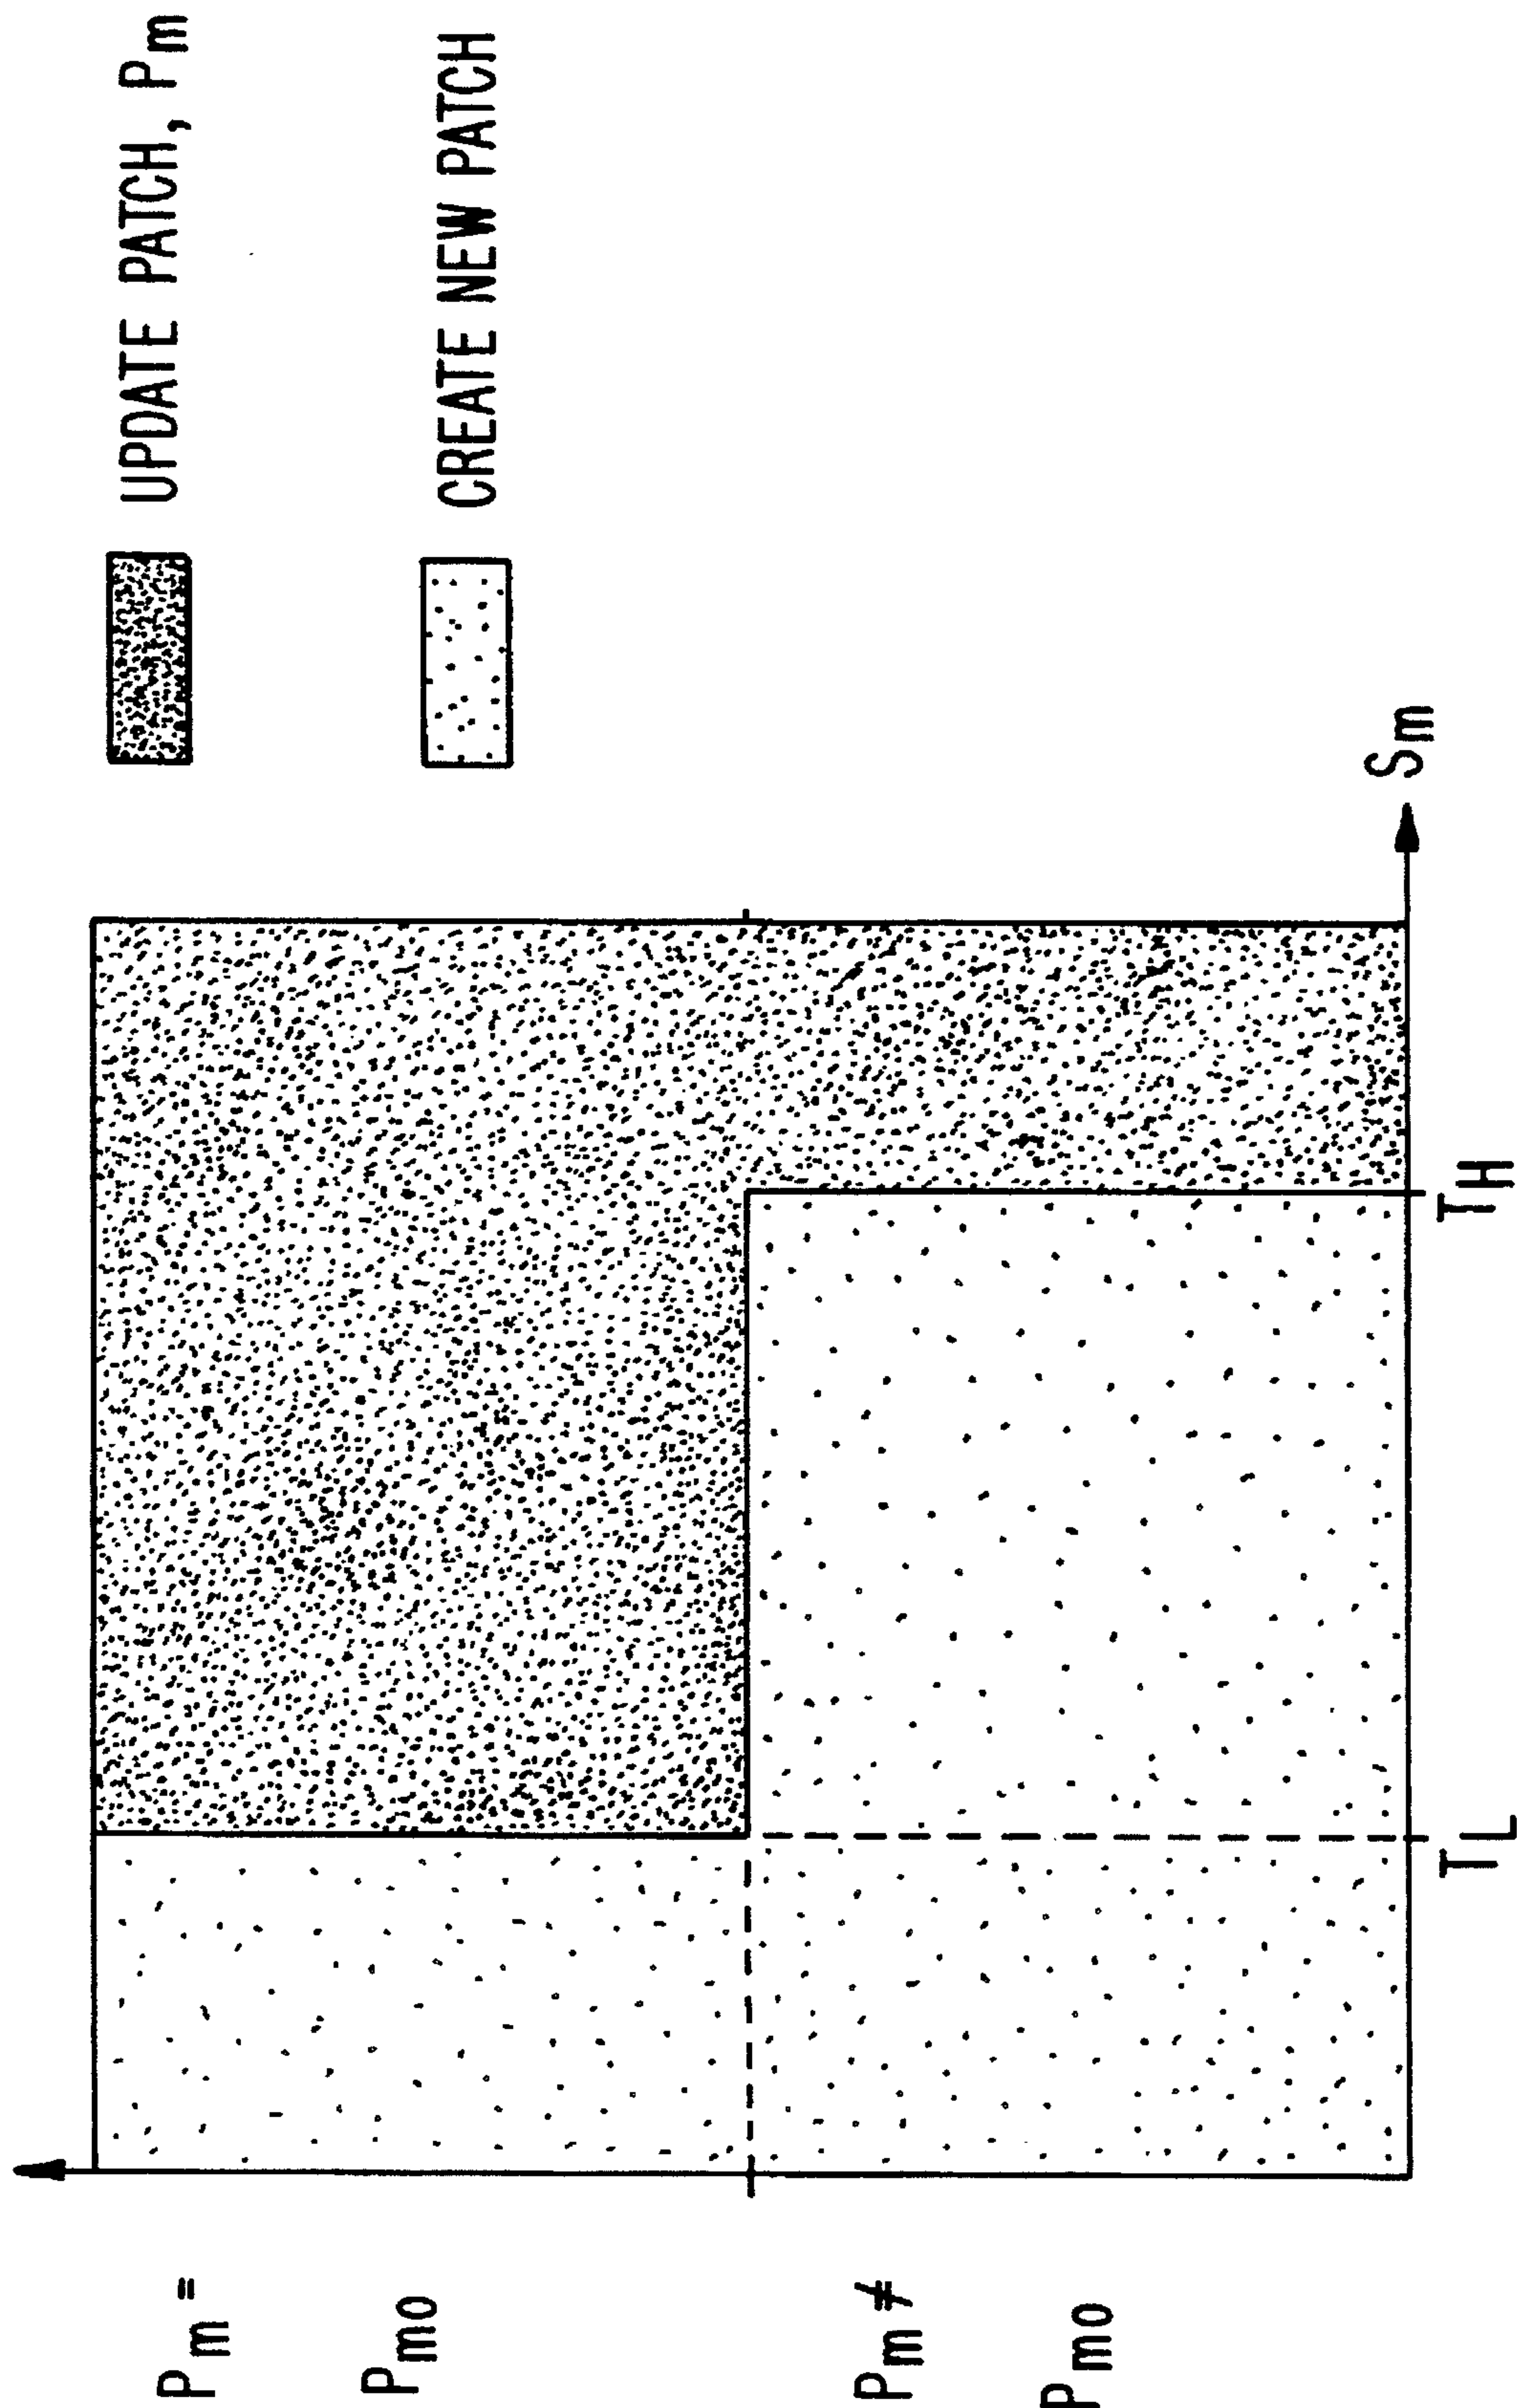 UPDATE PATCH, Pm
CREATE NEW PATCH
Pm =
Pmo
Pm ≠
Pmo
TL
TH
Sm